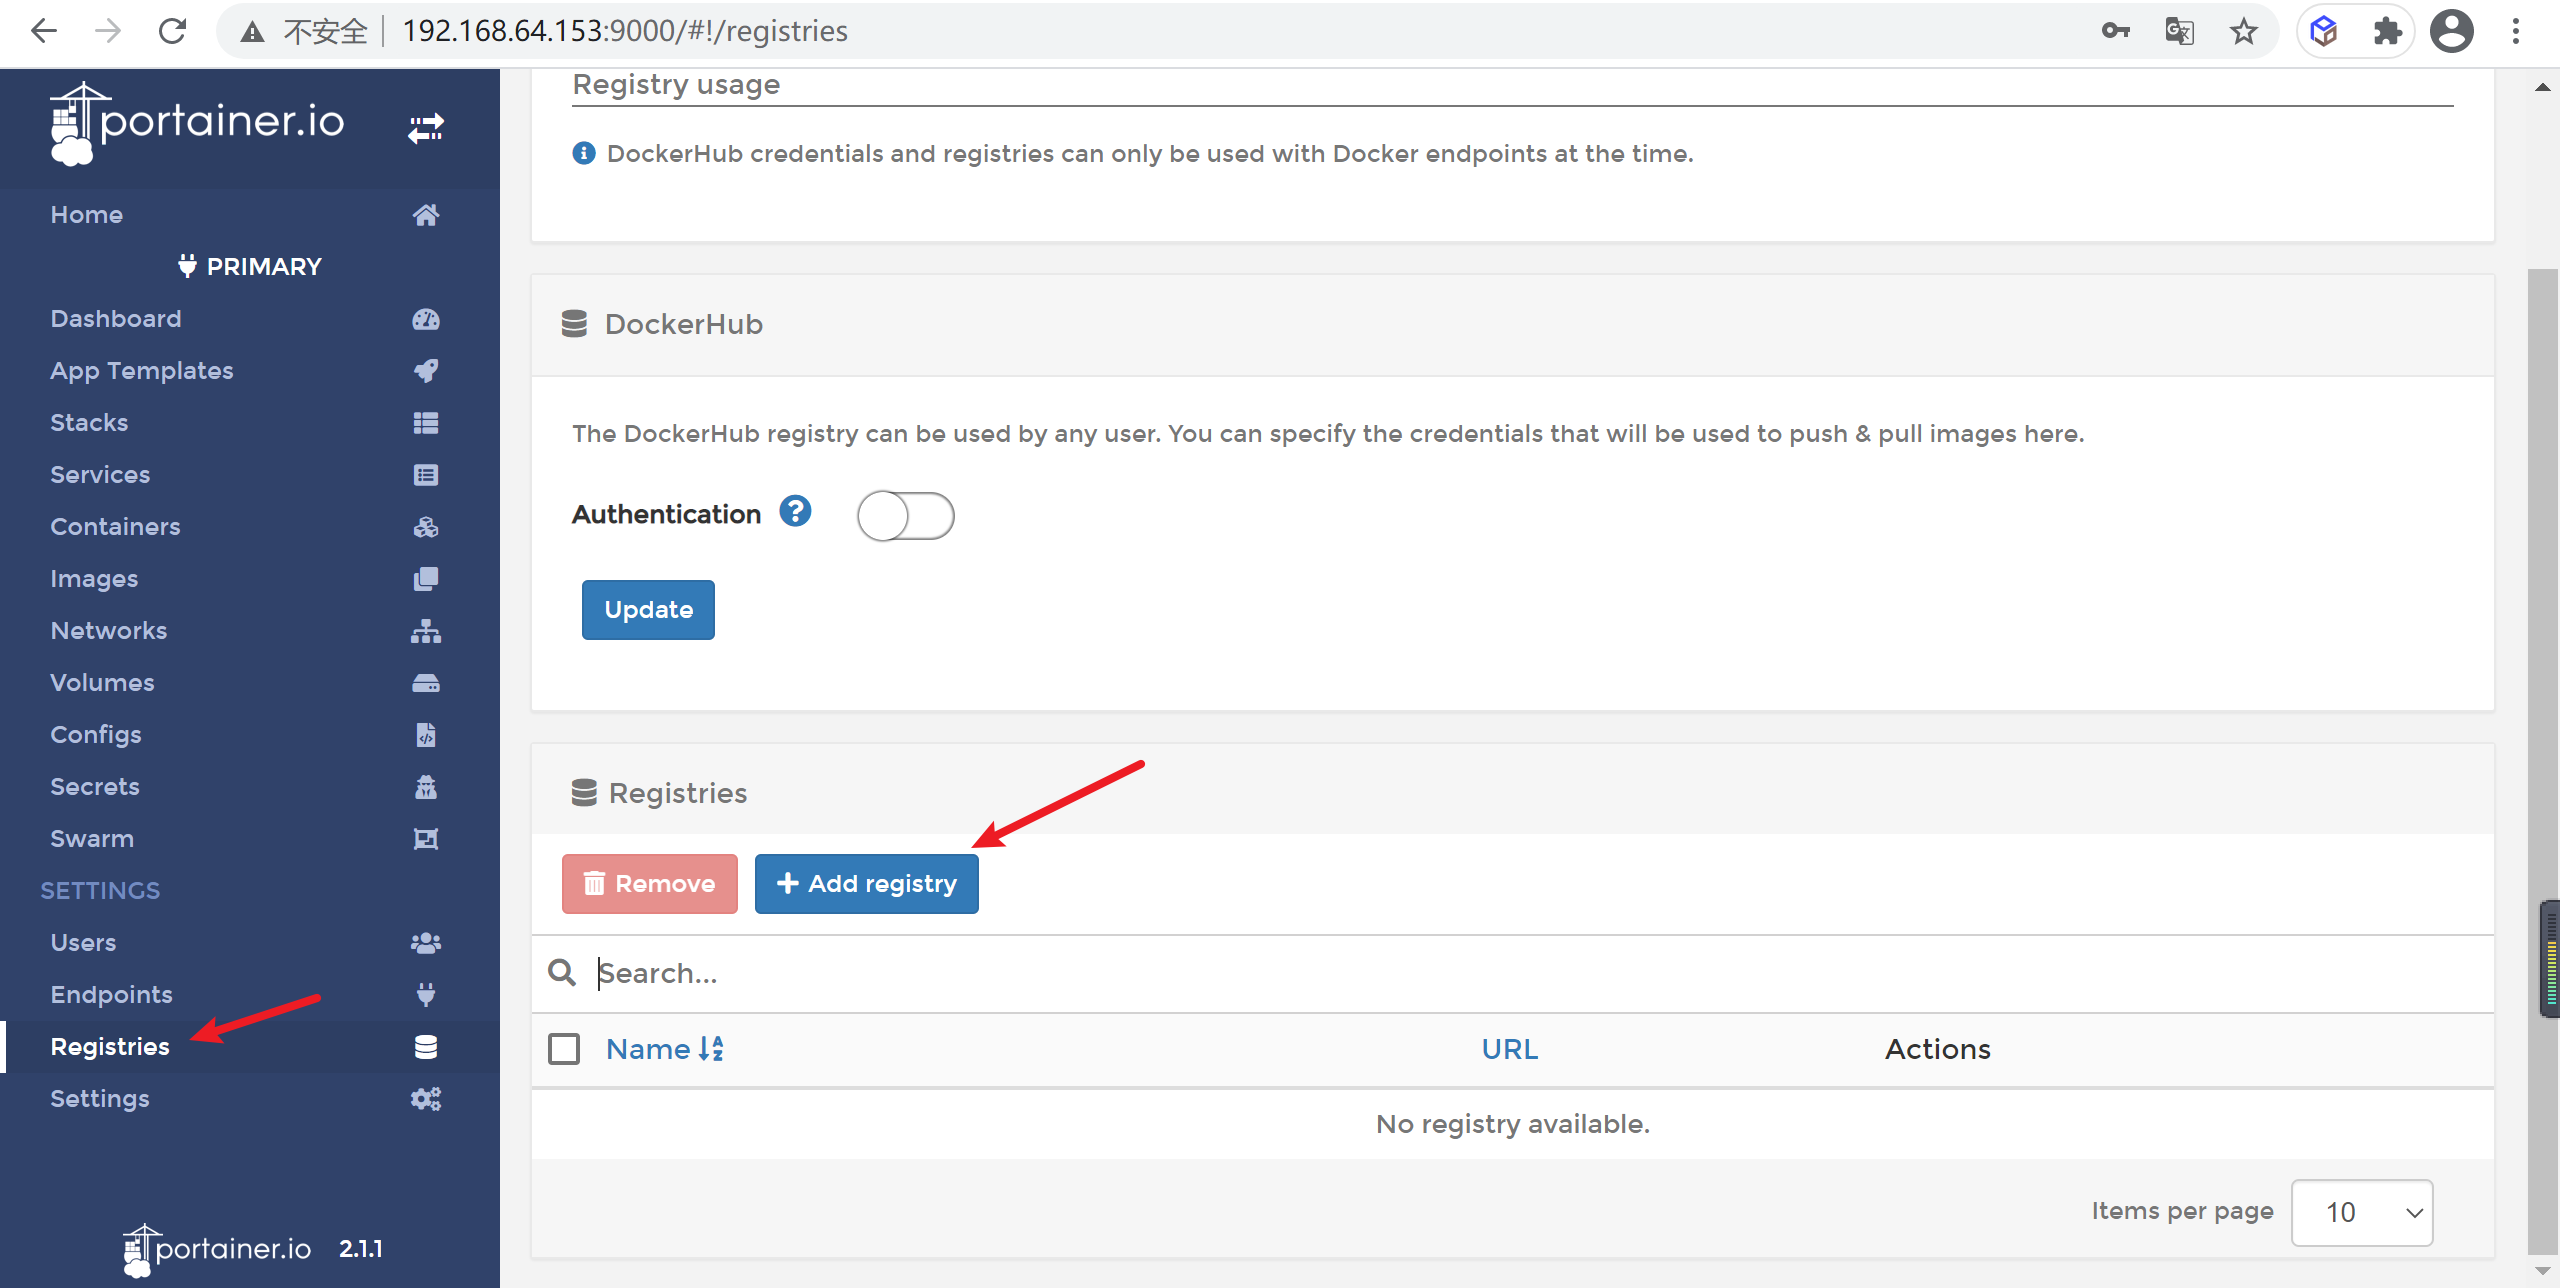 不安全 192.168.64.153:9000/#!/registries
portainer.io
Home
PRIMARY
Dashboard
App Templates
Stacks
Services
Containers
Images
Networks
Volumes
Configs
Secrets
Swarm
SETTINGS
Users
Endpoints
Registries
Settings
portainer.io 2.1.1
Registry usage
DockerHub credentials and registries can only be used with Docker endpoints at the time.
DockerHub
The DockerHub registry can be used by any user. You can specify the credentials that will be used to push & pull images here.
Authentication
Update
Registries
Remove Add registry
Search...
Name URL Actions
No registry available.
Items per page 10